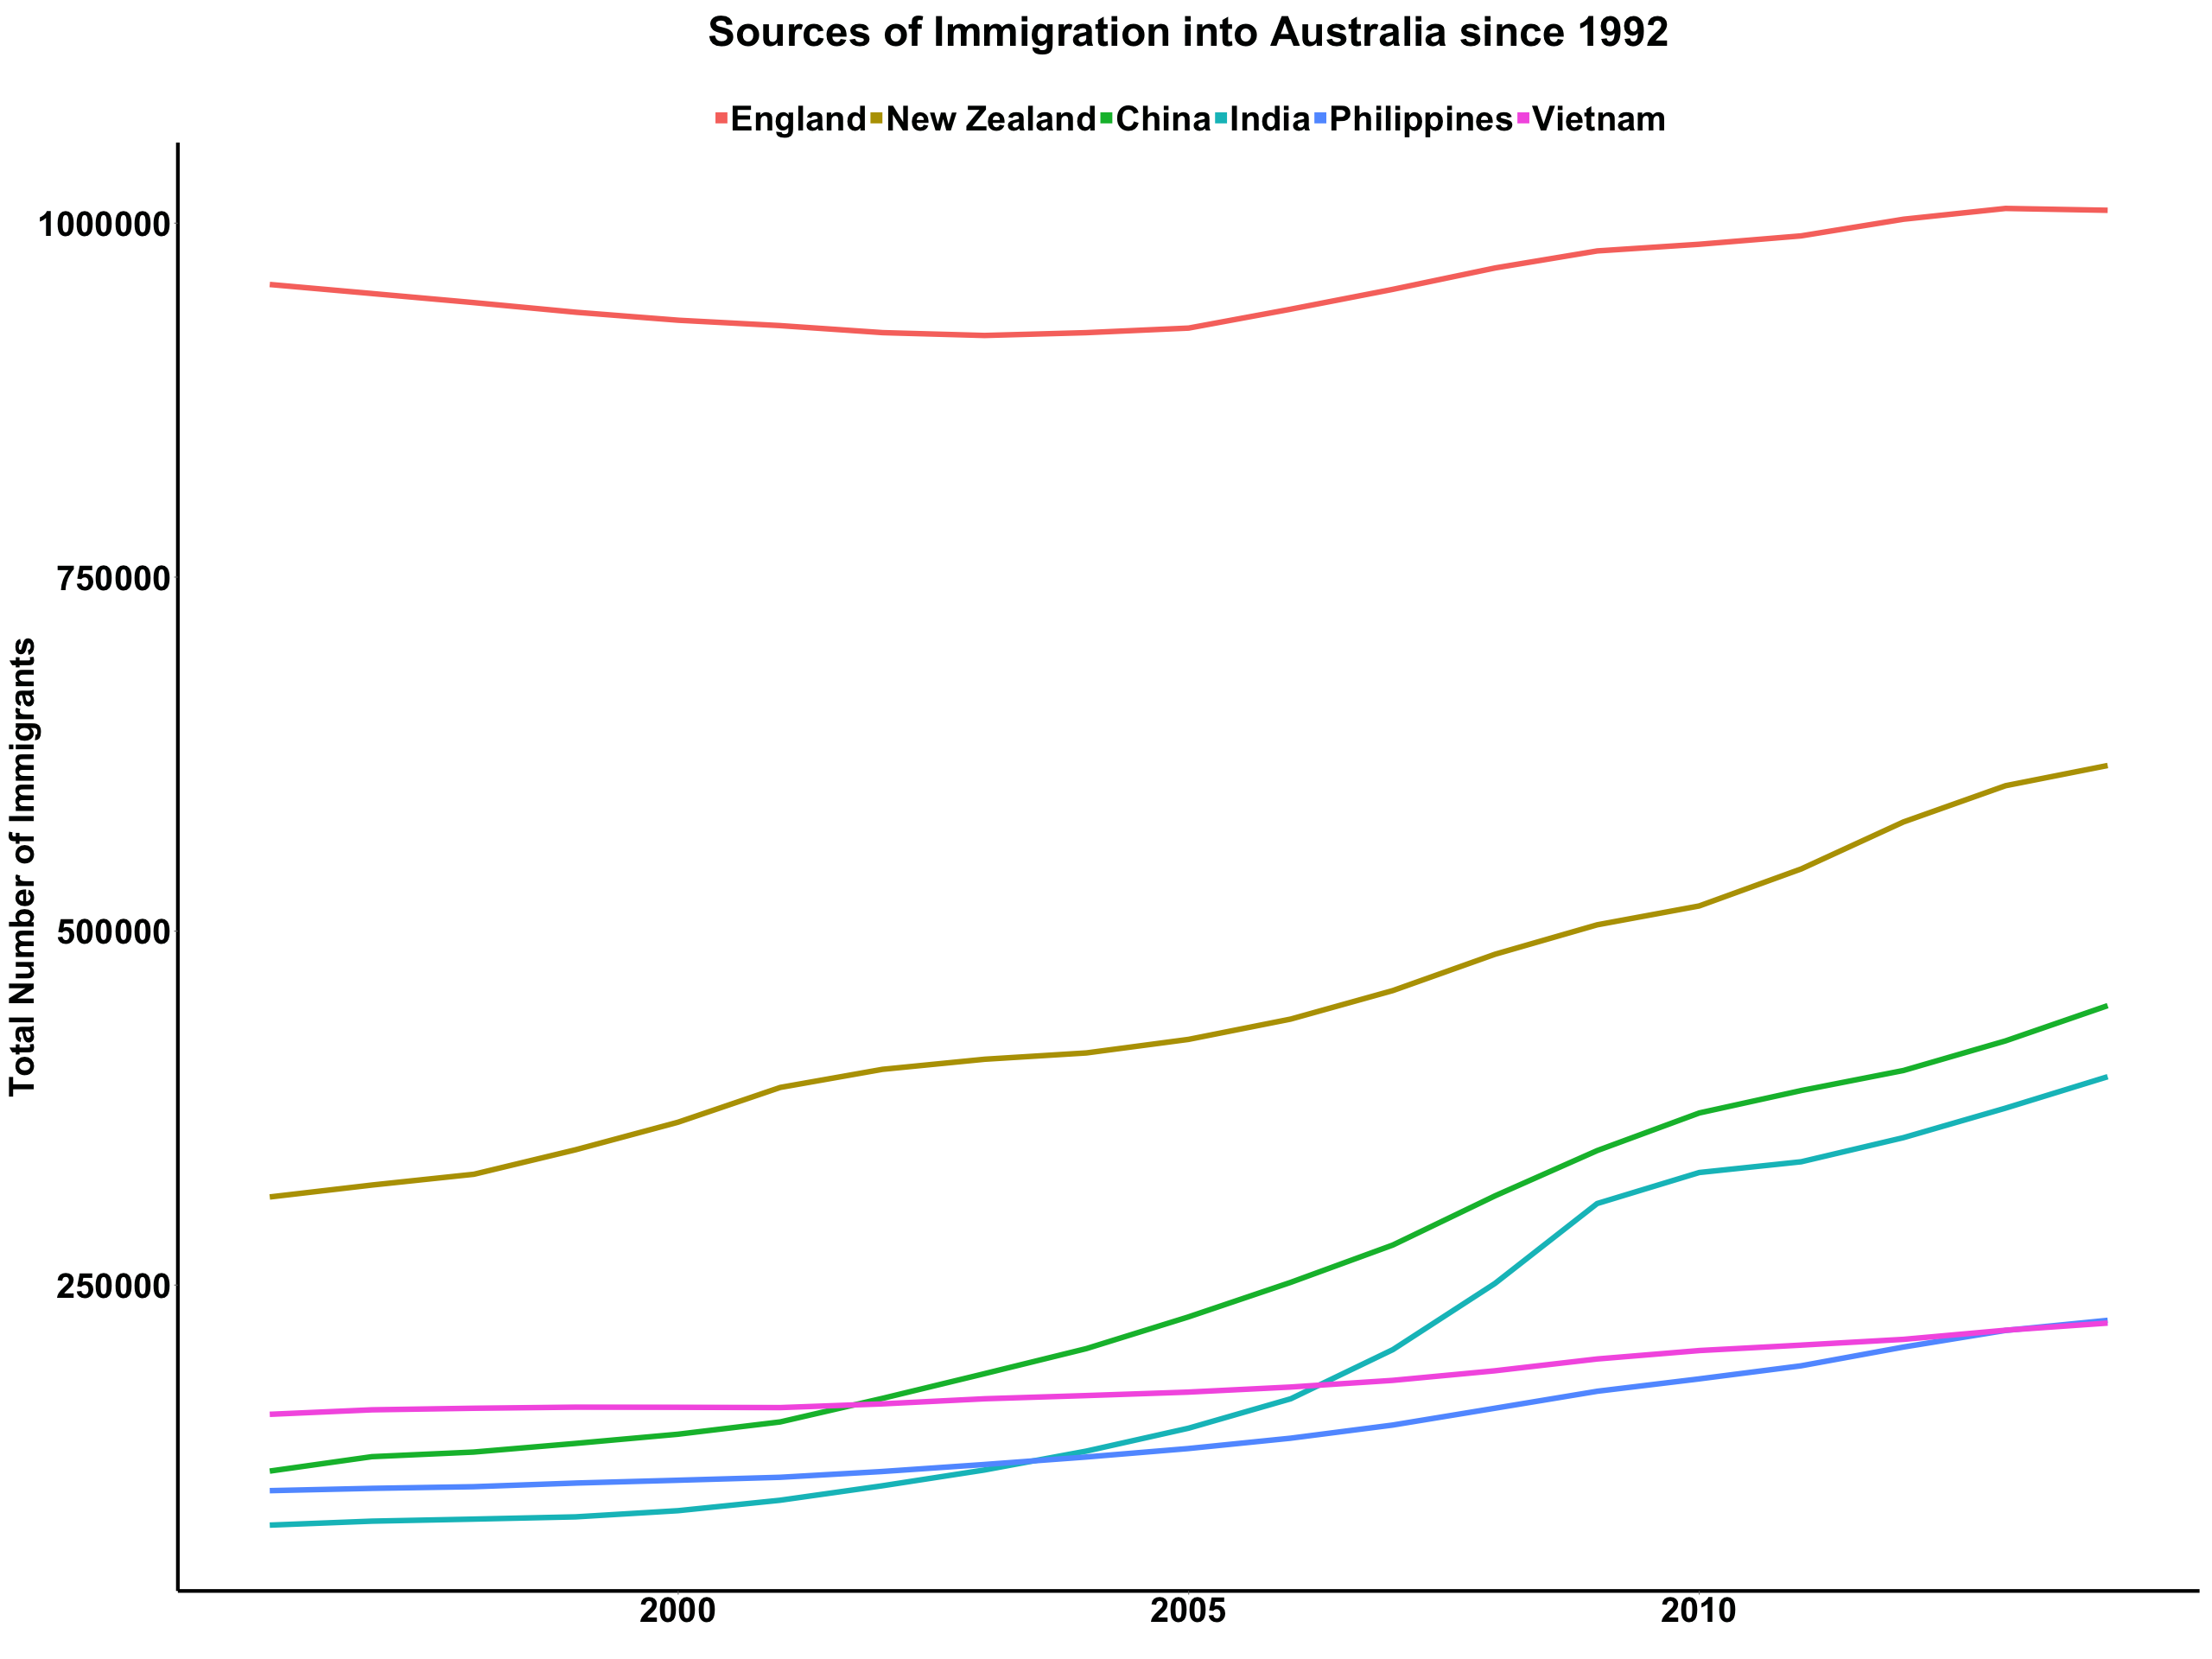 Sources of Immigration into Australia since 1992
England New Zealand China India Philippines Vietnam
1000000
750000
500000
250000
Total Number of Immigrants
2000 2005 2010